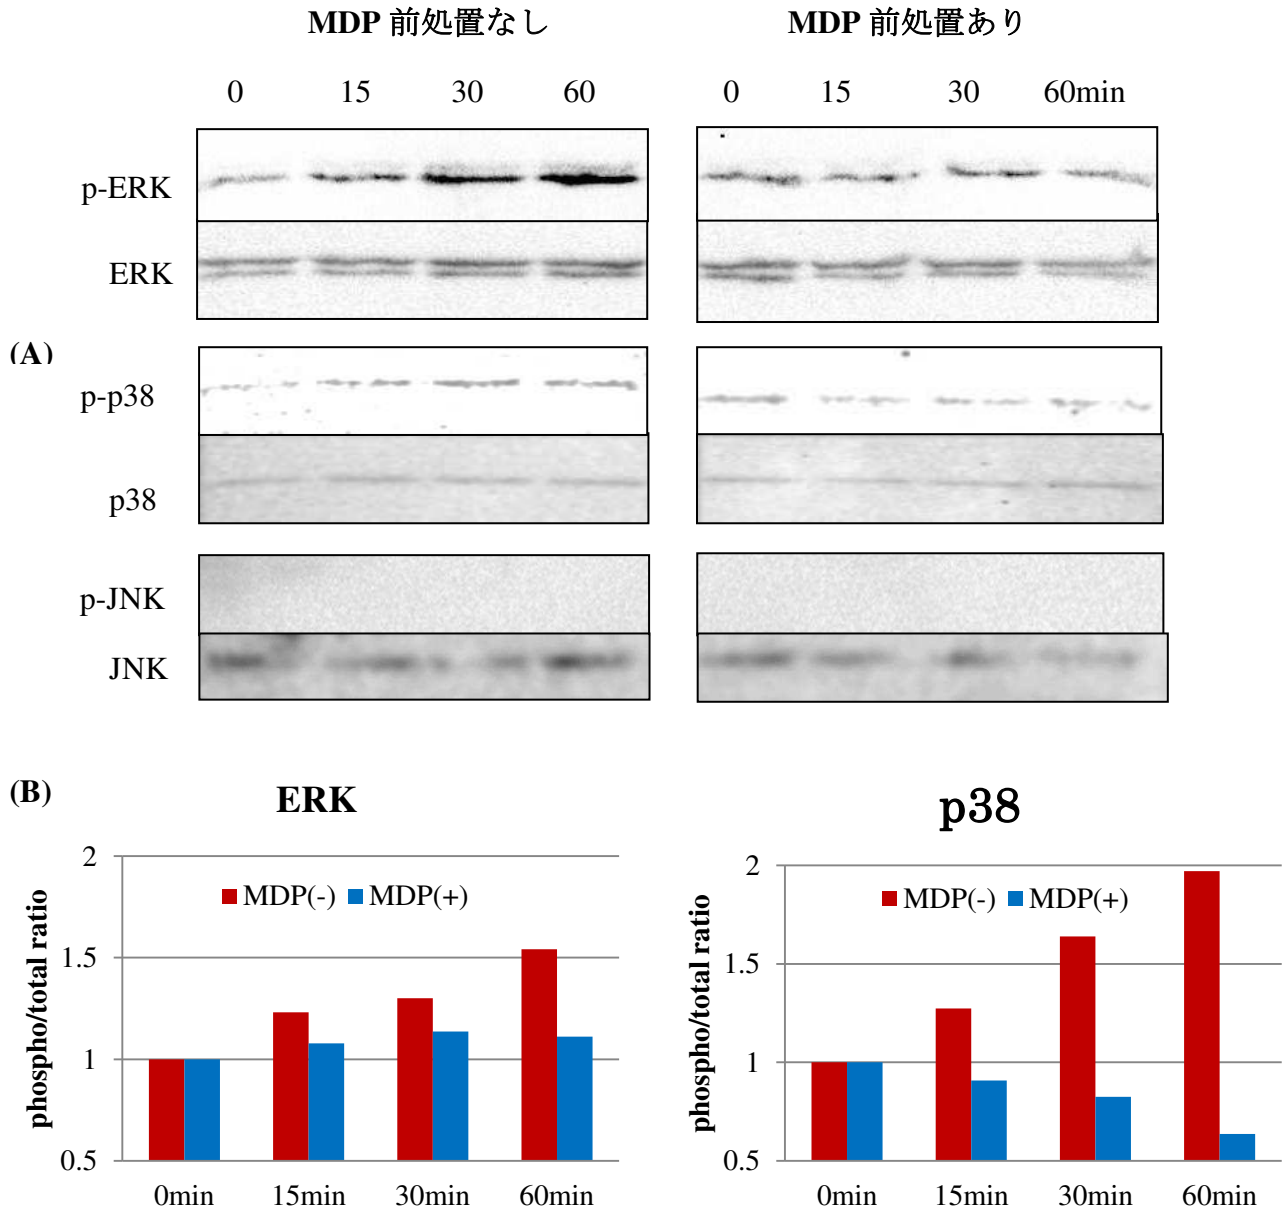 MDP 前処置なし
MDP 前処置あり
0 15 30 60
0 15 30 60min
p-ERK
ERK
(A)
p-p38
p38
p-JNK
JNK
(B)
ERK
phospho/total ratio
2
1.5
1
0.5
MDP(-) MDP(+)
0min 15min 30min 60min
p38
phospho/total ratio
2
1.5
1
0.5
MDP(-) MDP(+)
0min 15min 30min 60min